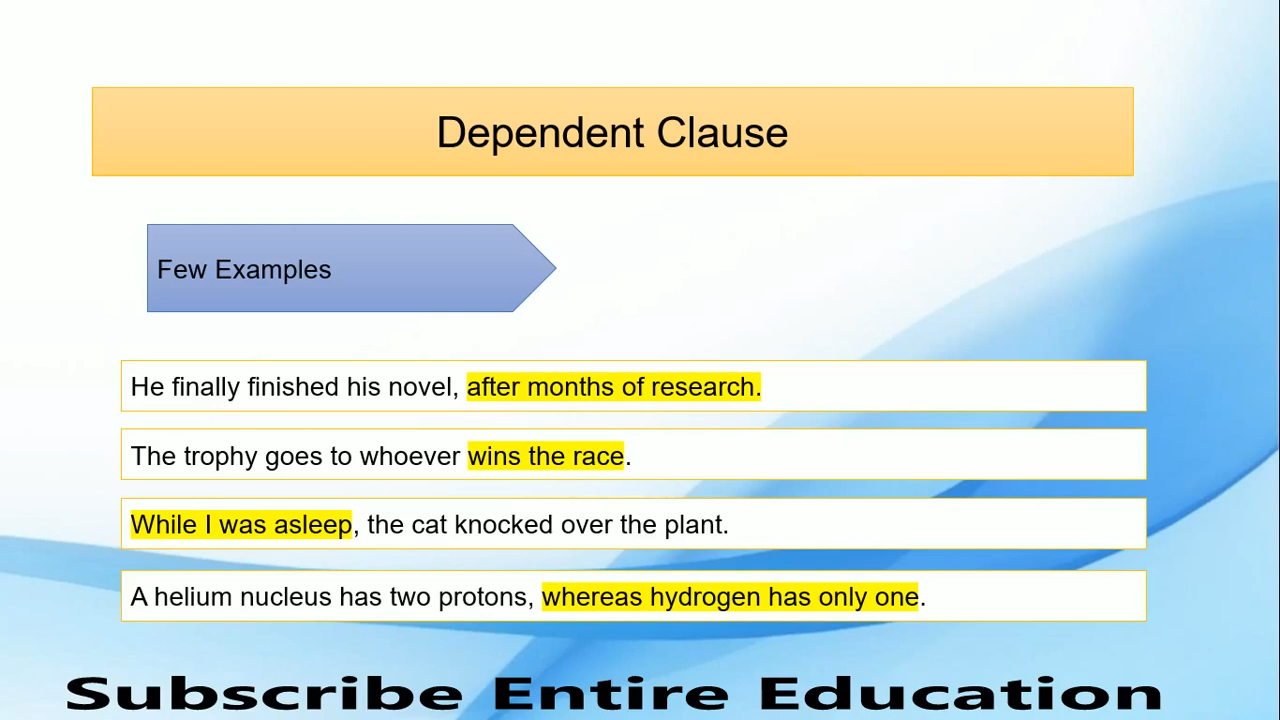 Dependent Clause
Few Examples
He finally finished his novel, after months of research.
The trophy goes to whoever wins the race.
While I was asleep, the cat knocked over the plant.
A helium nucleus has two protons, whereas hydrogen has only one.
Subscribe Entire Education